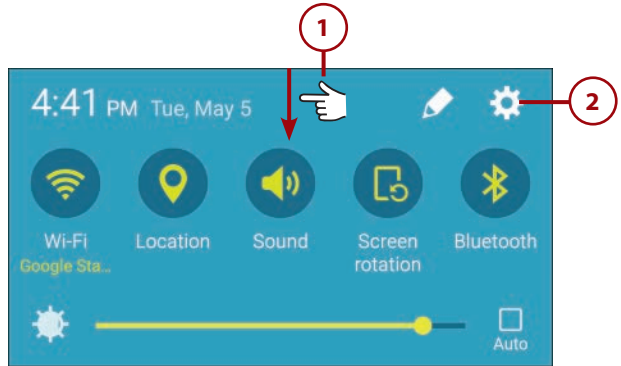 1
4:41 PM Tue, May 5
2
Wi-Fi Location Sound Screen rotation Bluetooth
Google Sta...
Auto